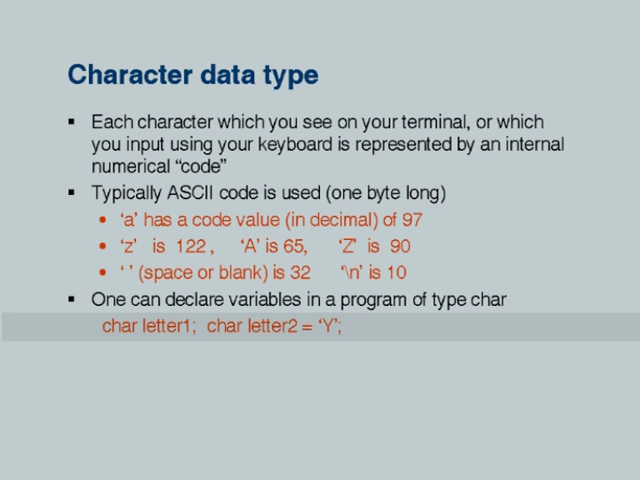 Character data type
▪ Each character which you see on your terminal, or which
you input using your keyboard is represented by an internal
numerical “code”
▪ Typically ASCII code is used (one byte long)
• ‘a’ has a code value (in decimal) of 97
• ‘z’ is 122 , ‘A’ is 65, ‘Z’ is 90
• ‘ ’ (space or blank) is 32 ‘\n’ is 10
▪ One can declare variables in a program of type char
char letter1; char letter2 = ‘Y’;